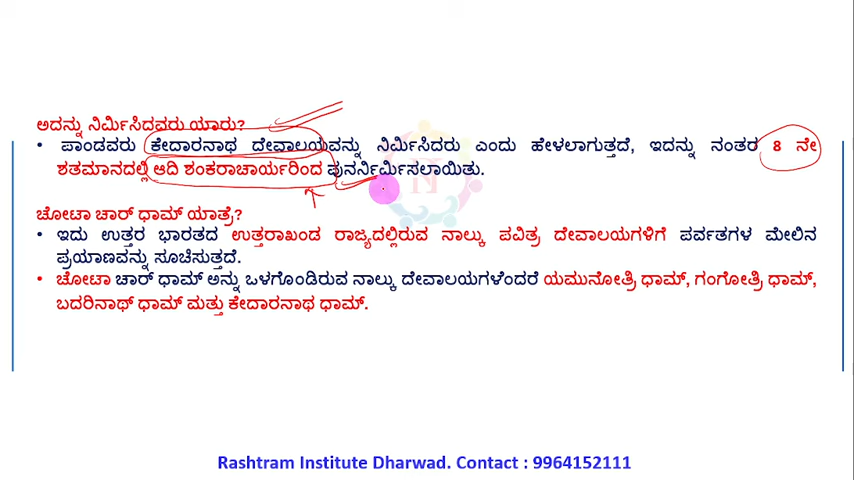 ಅದನ್ನು ನಿರ್ಮಿಸಿದವರು ಯಾರು?
• ಪಾಂಡವರು ಕೇದಾರನಾಥ ದೇವಾಲಯವನ್ನು ನಿರ್ಮಿಸಿದರು ಎಂದು ಹೇಳಲಾಗುತ್ತದೆ, ಇದನ್ನು ನಂತರ 8 ನೇ
ಶತಮಾನದಲ್ಲಿ ಆದಿ ಶಂಕರಾಚಾರ್ಯರಿಂದ ಪುನರ್ನಿರ್ಮಿಸಲಾಯಿತು.
ಚೋಟಾ ಚಾರ್ ಧಾಮ್ ಯಾತ್ರೆ?
• ಇದು ಉತ್ತರ ಭಾರತದ ಉತ್ತರಾಖಂಡ ರಾಜ್ಯದಲ್ಲಿರುವ ನಾಲ್ಕು ಪವಿತ್ರ ದೇವಾಲಯಗಳಿಗೆ ಪರ್ವತಗಳ ಮೇಲಿನ
ಪ್ರಯಾಣವನ್ನು ಸೂಚಿಸುತ್ತದೆ.
• ಚೋಟಾ ಚಾರ್ ಧಾಮ್ ಅನ್ನು ಒಳಗೊಂಡಿರುವ ನಾಲ್ಕು ದೇವಾಲಯಗಳೆಂದರೆ ಯಮುನೋತ್ರಿ ಧಾಮ್, ಗಂಗೋತ್ರಿ ಧಾಮ್,
ಬದರಿನಾಥ್ ಧಾಮ್ ಮತ್ತು ಕೇದಾರನಾಥ ಧಾಮ್.
Rashtram Institute Dharwad. Contact : 9964152111